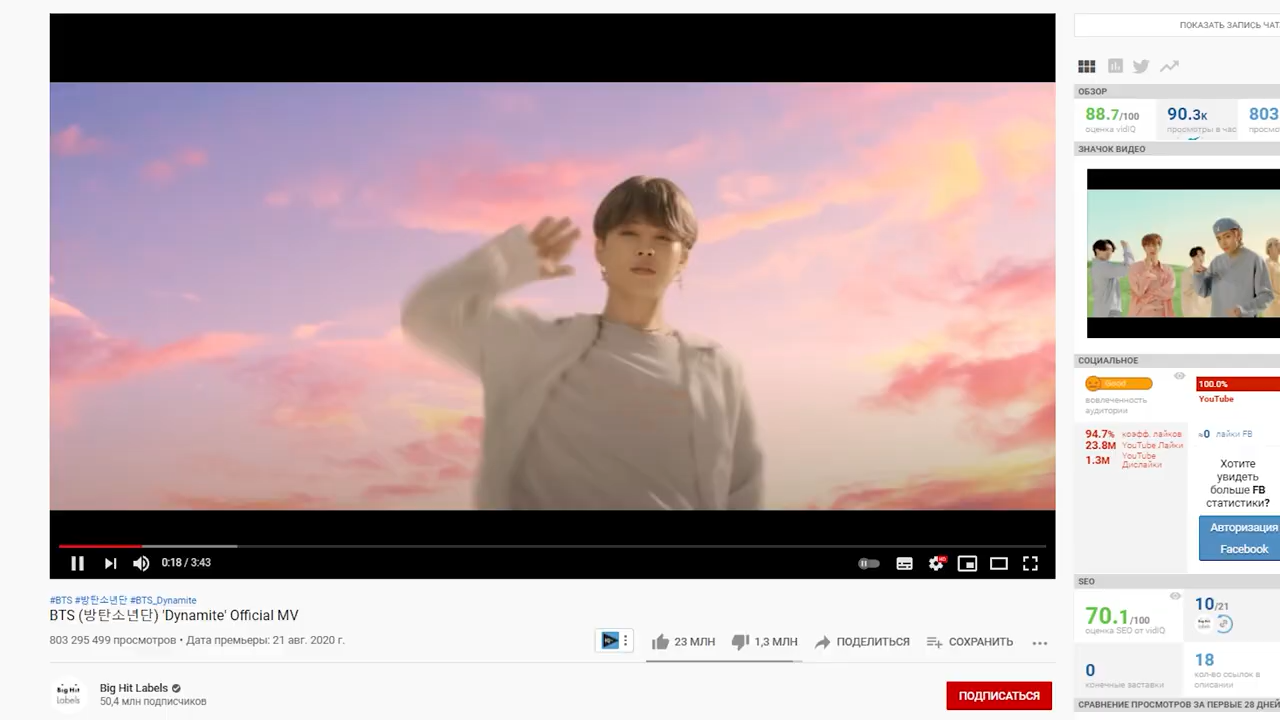 0:18 / 3:43
#BTS #방탄소년단 #BTS_Dynamite
BTS (방탄소년단) 'Dynamite' Official MV
803 295 499 просмотров • Дата премьеры: 21 авг. 2020 г.
23 МЛН
1,3 МЛН
ПОДЕЛИТЬСЯ
СОХРАНИТЬ
Big Hit Labels
Big Hit Labels
50,4 млн подписчиков
ПОДПИСАТЬСЯ
ПОКАЗАТЬ ЗАПИСЬ ЧАТ
ОБЗОР
88.7/100
оценка vidIQ
90.3к
просмотры в час
803
просмо
ЗНАЧОК ВИДЕО
СОЦИАЛЬНОЕ
Good
вовлеченность
аудитории
100.0%
YouTube
94.7% коэфф. лайков
23.8M YouTube Лайки
1.3M YouTube
Дислайки
≈0 лайки FB
Хотите
увидеть
больше FB
статистики?
Авторизация
Facebook
SEO
70.1/100
оценка SEO от vidIQ
10/21
0
конечные заставки
18
кол-во ссылок в
описании
СРАВНЕНИЕ ПРОСМОТРОВ ЗА ПЕРВЫЕ 28 ДНЕЙ